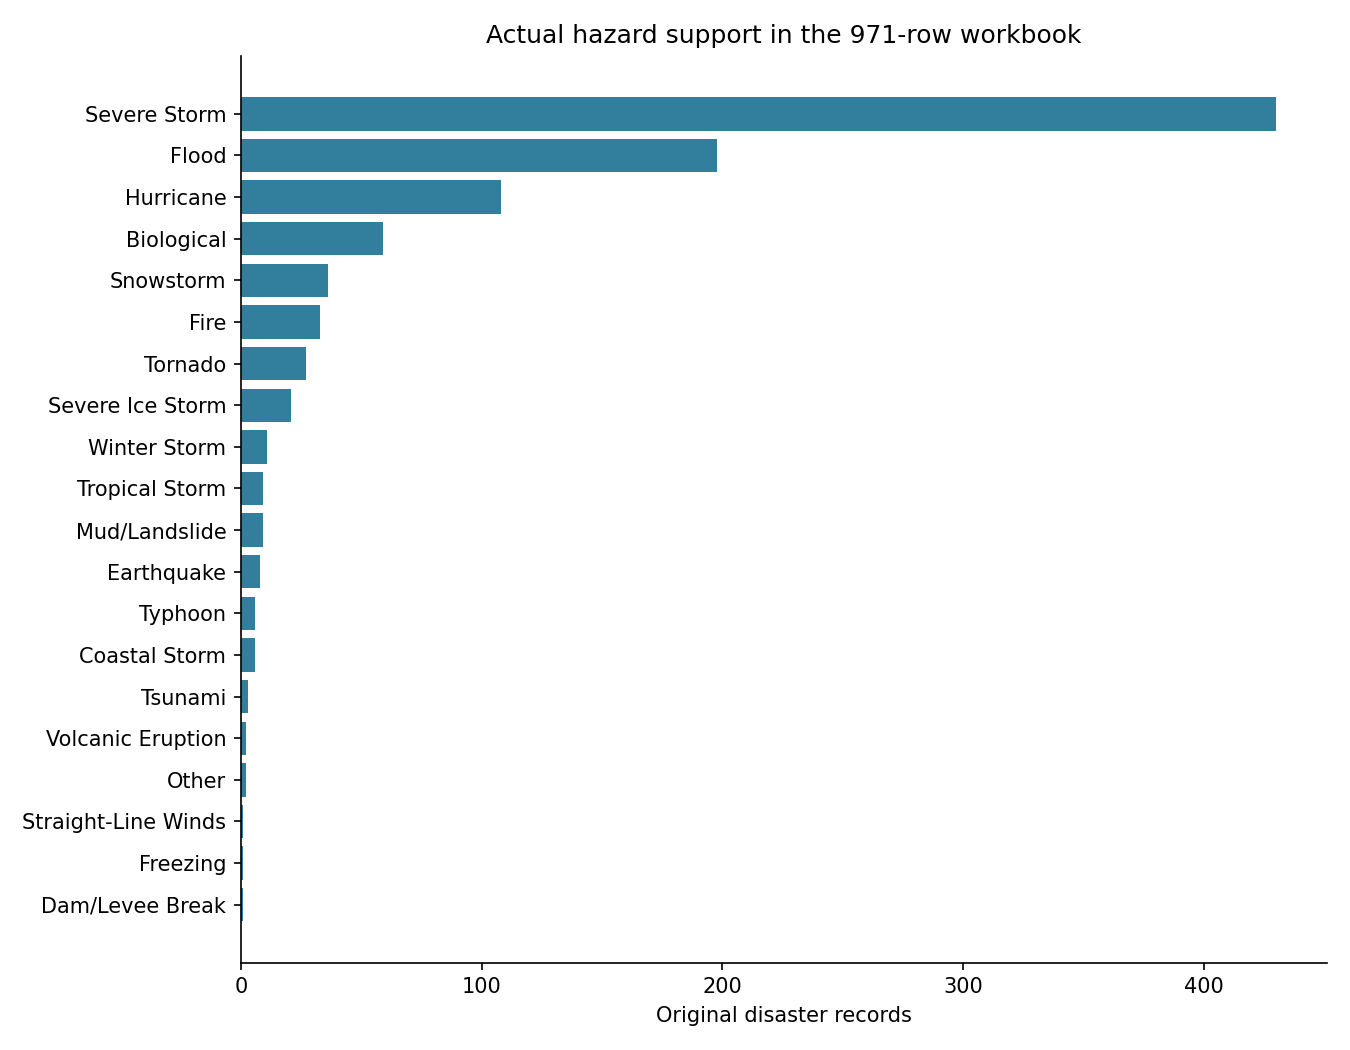 Actual hazard support in the 971-row workbook
Severe Storm
Flood
Hurricane
Biological
Snowstorm
Fire
Tornado
Severe Ice Storm
Winter Storm
Tropical Storm
Mud/Landslide
Earthquake
Typhoon
Coastal Storm
Tsunami
Volcanic Eruption
Other
Straight-Line Winds
Freezing
Dam/Levee Break
0 100 200 300 400
Original disaster records